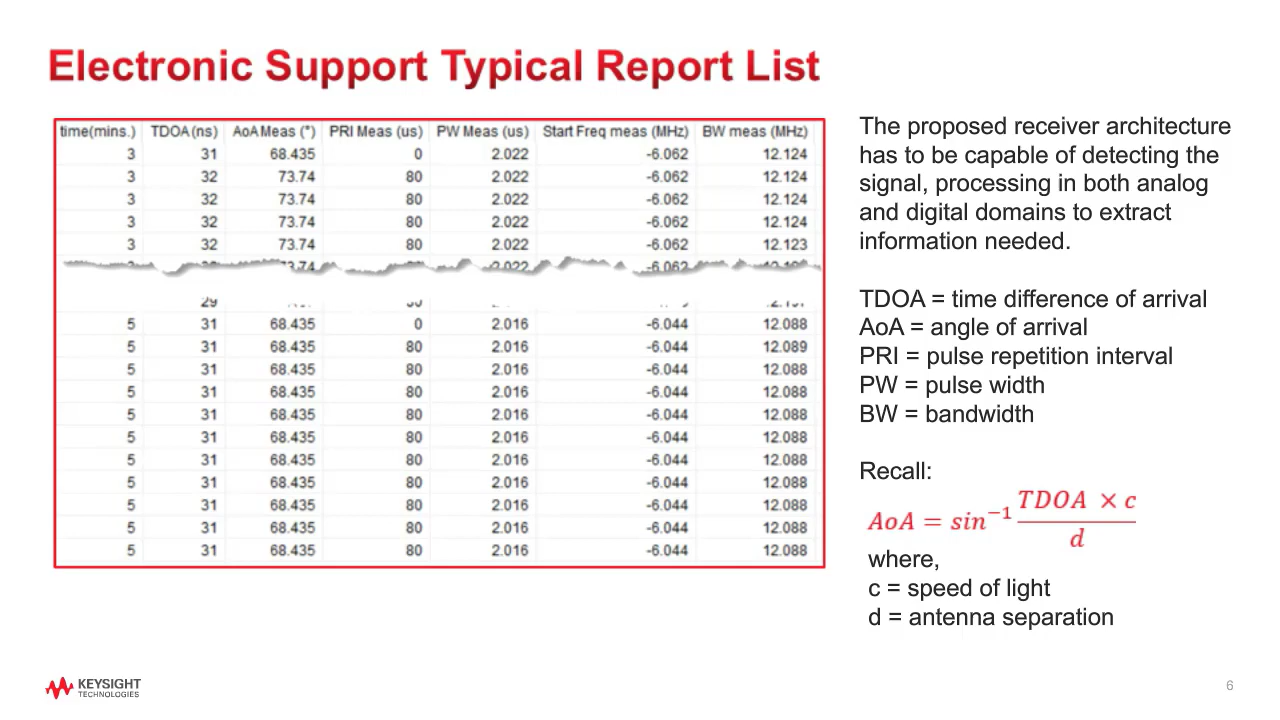 Electronic Support Typical Report List
time(mins.) TDOA (ns) AoA Meas (°) PRI Meas (us) PW Meas (us) Start Freq meas (MHz) BW meas (MHz)
3 31 68.435 0 2.022 -6.062 12.124
3 32 73.74 80 2.022 -6.062 12.124
3 32 73.74 80 2.022 -6.062 12.124
3 32 73.74 80 2.022 -6.062 12.124
3 32 73.74 80 2.022 -6.062 12.123
2.022 -6.062
29
5 31 68.435 0 2.016 -6.044 12.088
5 31 68.435 80 2.016 -6.044 12.089
5 31 68.435 80 2.016 -6.044 12.088
5 31 68.435 80 2.016 -6.044 12.088
5 31 68.435 80 2.016 -6.044 12.088
5 31 68.435 80 2.016 -6.044 12.088
5 31 68.435 80 2.016 -6.044 12.088
5 31 68.435 80 2.016 -6.044 12.088
5 31 68.435 80 2.016 -6.044 12.088
5 31 68.435 80 2.016 -6.044 12.088
5 31 68.435 80 2.016 -6.044 12.088
The proposed receiver architecture
has to be capable of detecting the
signal, processing in both analog
and digital domains to extract
information needed.
TDOA = time difference of arrival
AoA = angle of arrival
PRI = pulse repetition interval
PW = pulse width
BW = bandwidth
Recall:
AoA = sin⁻¹ (TDOA × c) / d
where,
c = speed of light
d = antenna separation
KEYSIGHT
TECHNOLOGIES
6